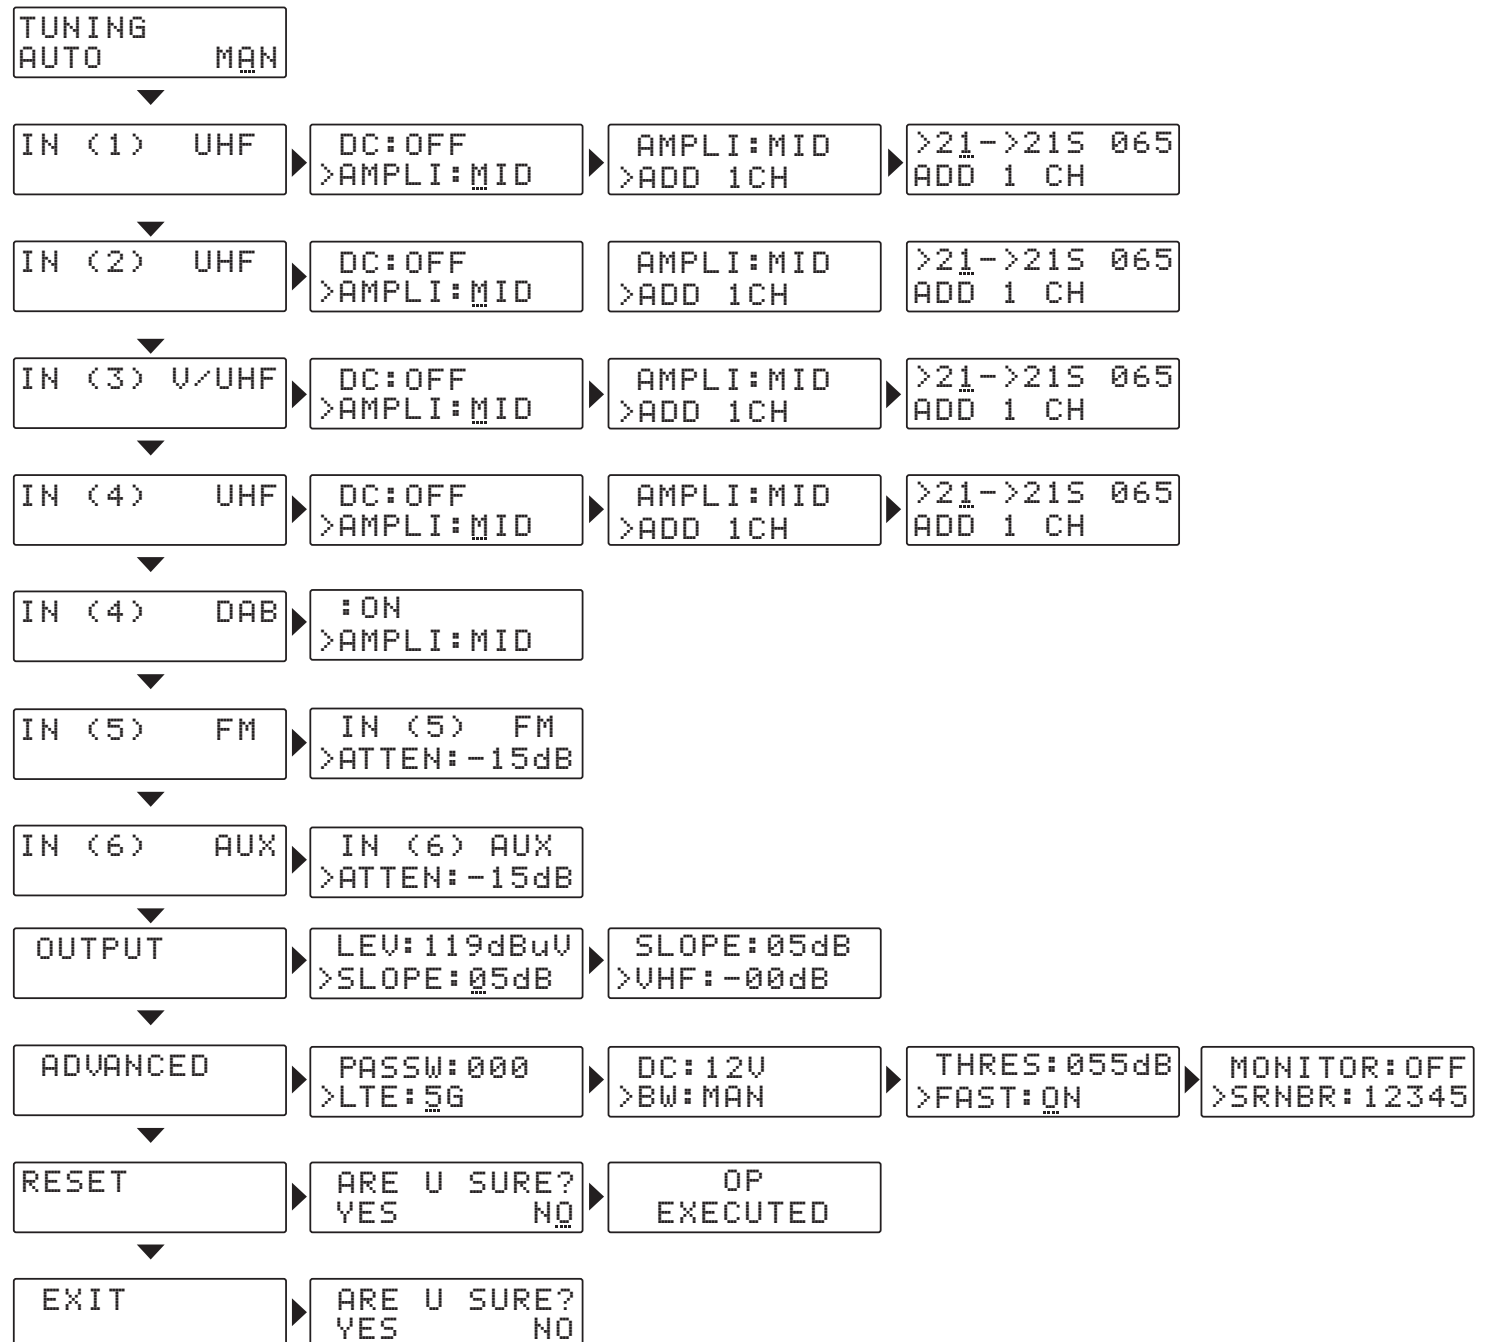 TUNING
AUTO MAN
IN (1) UHF
DC:OFF
>AMPLI:MID
AMPLI:MID
>ADD 1CH
>21->21S 065
ADD 1 CH
IN (2) UHF
DC:OFF
>AMPLI:MID
AMPLI:MID
>ADD 1CH
>21->21S 065
ADD 1 CH
IN (3) V/UHF
DC:OFF
>AMPLI:MID
AMPLI:MID
>ADD 1CH
>21->21S 065
ADD 1 CH
IN (4) UHF
DC:OFF
>AMPLI:MID
AMPLI:MID
>ADD 1CH
>21->21S 065
ADD 1 CH
IN (4) DAB
:ON
>AMPLI:MID
IN (5) FM
IN (5) FM
>ATTEN:-15dB
IN (6) AUX
IN (6) AUX
>ATTEN:-15dB
OUTPUT
LEV:119dBuV
>SLOPE:05dB
SLOPE:05dB
>VHF:-00dB
ADVANCED
PASSW:000
>LTE:5G
DC:12V
>BW:MAN
THRES:055dB
>FAST:ON
MONITOR:OFF
>SRNBR:12345
RESET
ARE U SURE?
YES NO
OP
EXECUTED
EXIT
ARE U SURE?
YES NO